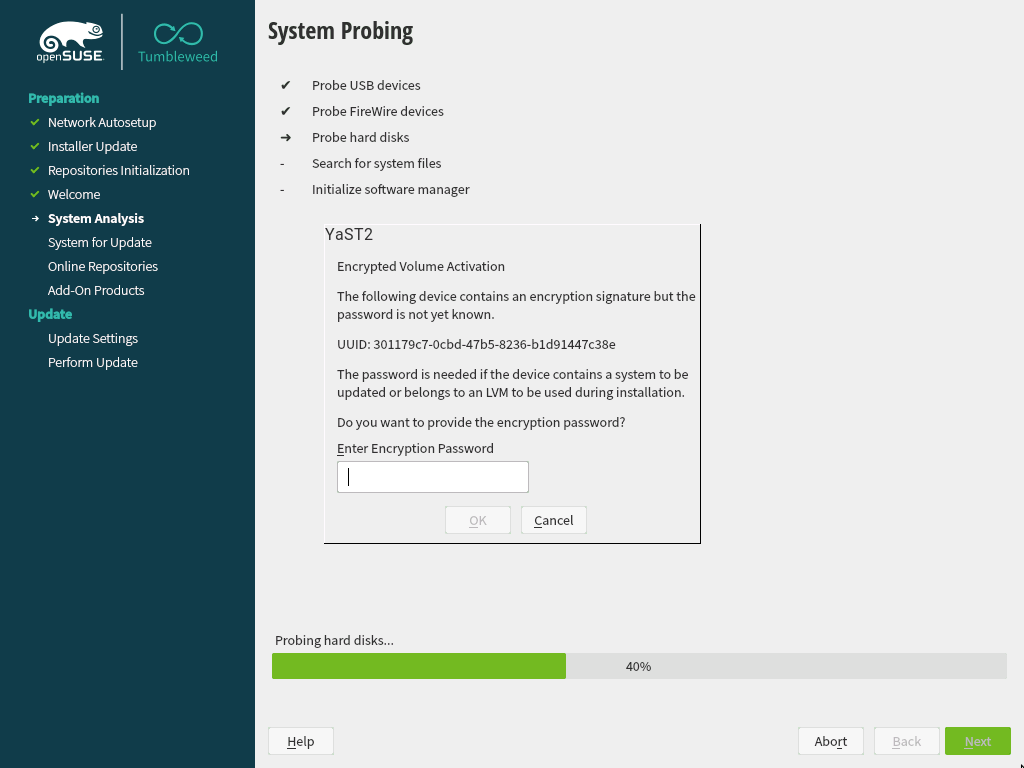 openSUSE
Tumbleweed
Preparation
Network Autosetup
Installer Update
Repositories Initialization
Welcome
System Analysis
System for Update
Online Repositories
Add-On Products
Update
Update Settings
Perform Update
System Probing
Probe USB devices
Probe FireWire devices
Probe hard disks
- Search for system files
- Initialize software manager
YaST2
Encrypted Volume Activation
The following device contains an encryption signature but the
password is not yet known.
UUID: 301179c7-0cbd-47b5-8236-b1d91447c38e
The password is needed if the device contains a system to be
updated or belongs to an LVM to be used during installation.
Do you want to provide the encryption password?
Enter Encryption Password
OK
Cancel
Probing hard disks...
40%
Help
Abort
Back
Next